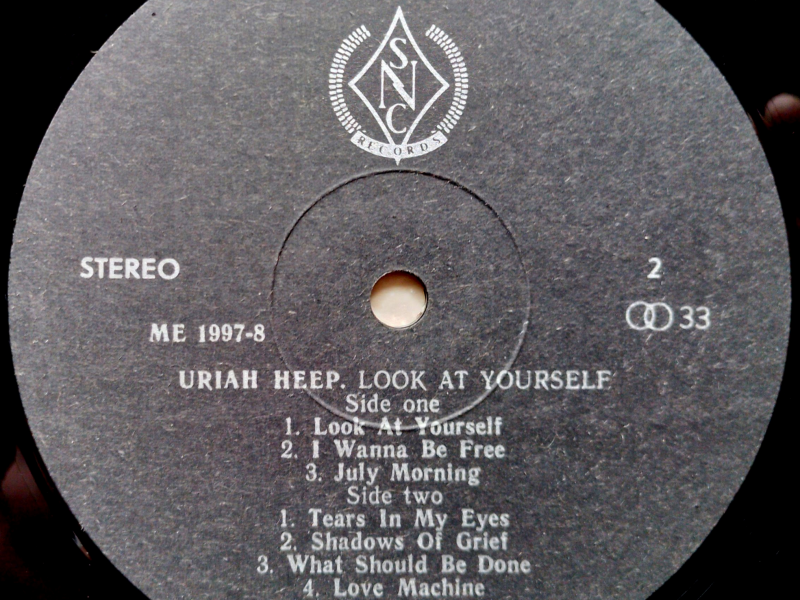 SNC
RECORDS
STEREO
2
ME 1997-8
33
URIAH HEEP. LOOK AT YOURSELF
Side one
1. Look At Yourself
2. I Wanna Be Free
3. July Morning
Side two
1. Tears In My Eyes
2. Shadows Of Grief
3. What Should Be Done
4. Love Machine